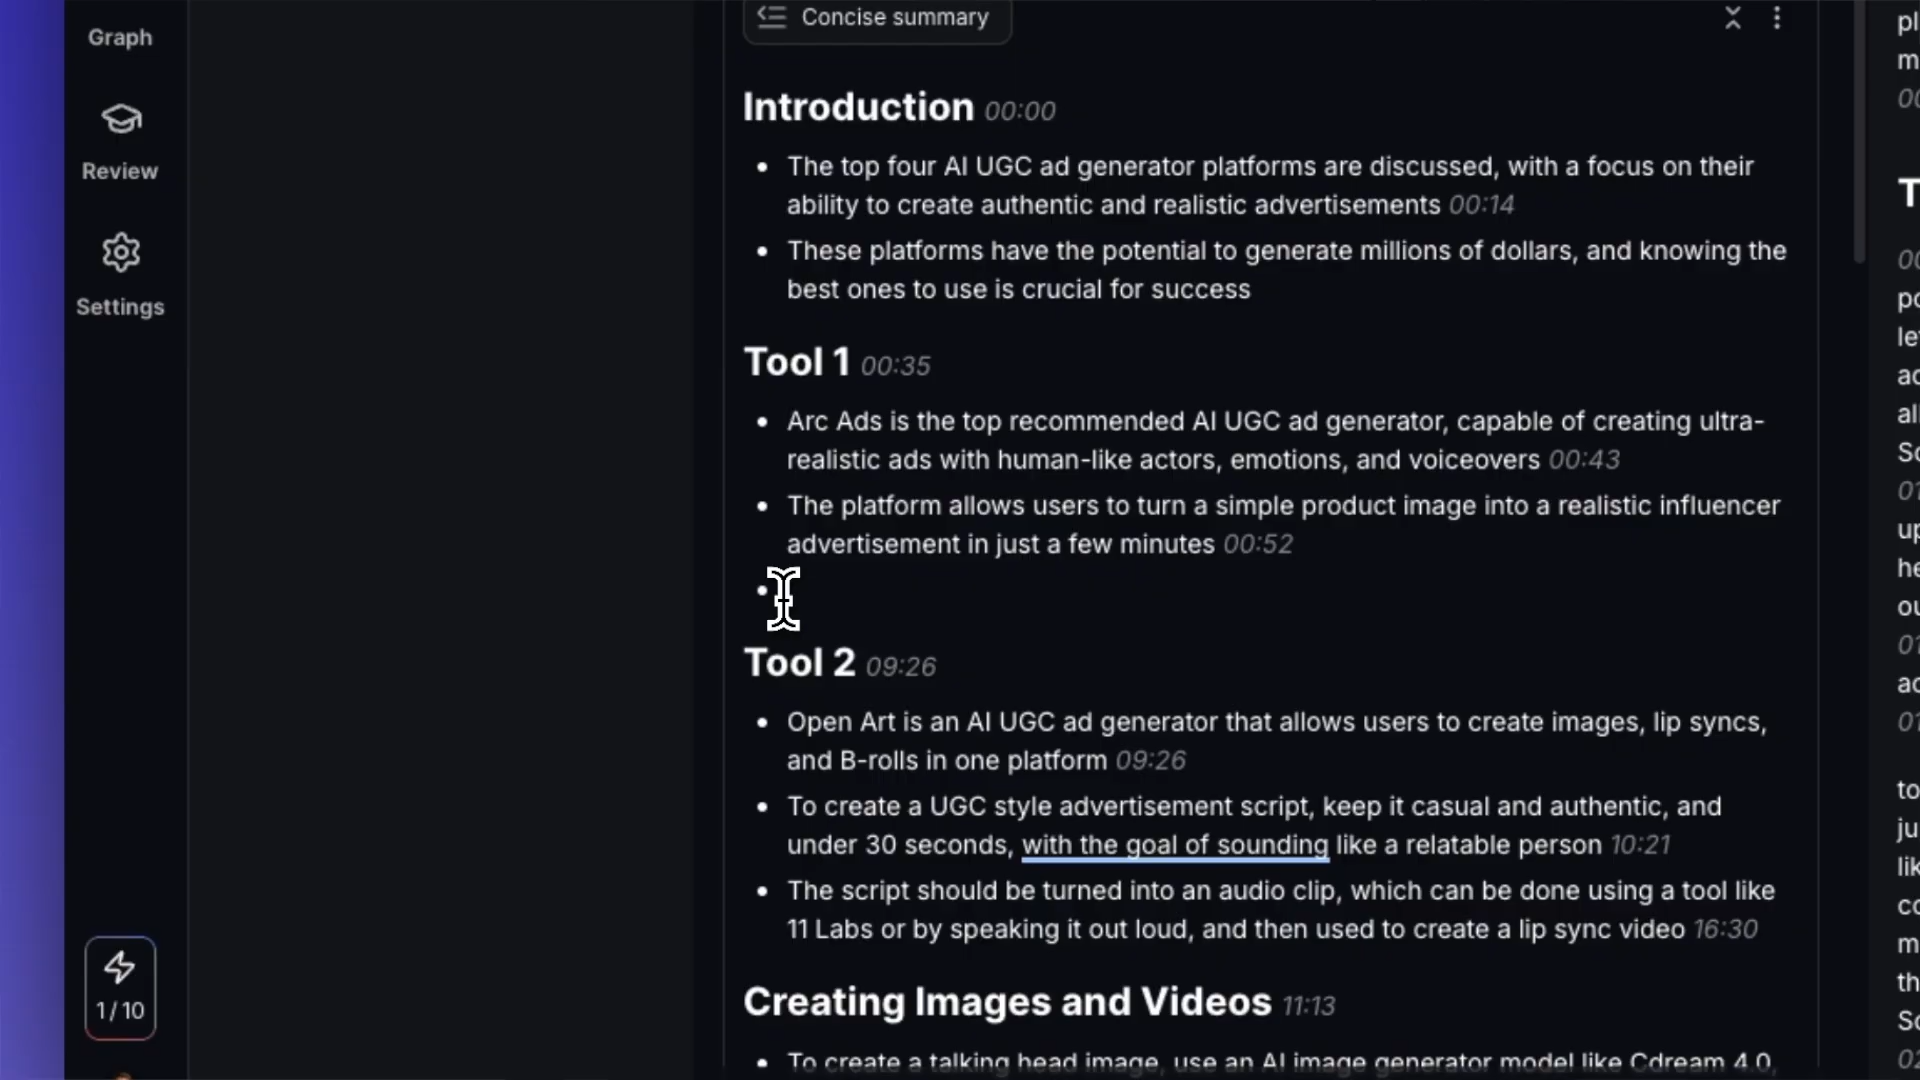 Graph
Review
Settings
1/10
Concise summary
Introduction 00:00
• The top four AI UGC ad generator platforms are discussed, with a focus on their
ability to create authentic and realistic advertisements 00:14
• These platforms have the potential to generate millions of dollars, and knowing the
best ones to use is crucial for success
Tool 1 00:35
• Arc Ads is the top recommended AI UGC ad generator, capable of creating ultra-
realistic ads with human-like actors, emotions, and voiceovers 00:43
• The platform allows users to turn a simple product image into a realistic influencer
advertisement in just a few minutes 00:52
•
Tool 2 09:26
• Open Art is an AI UGC ad generator that allows users to create images, lip syncs,
and B-rolls in one platform 09:26
• To create a UGC style advertisement script, keep it casual and authentic, and
under 30 seconds, with the goal of sounding like a relatable person 10:21
• The script should be turned into an audio clip, which can be done using a tool like
11 Labs or by speaking it out loud, and then used to create a lip sync video 16:30
Creating Images and Videos 11:13
• To create a talking head image, use an AI image generator model like Cdream 4.0,